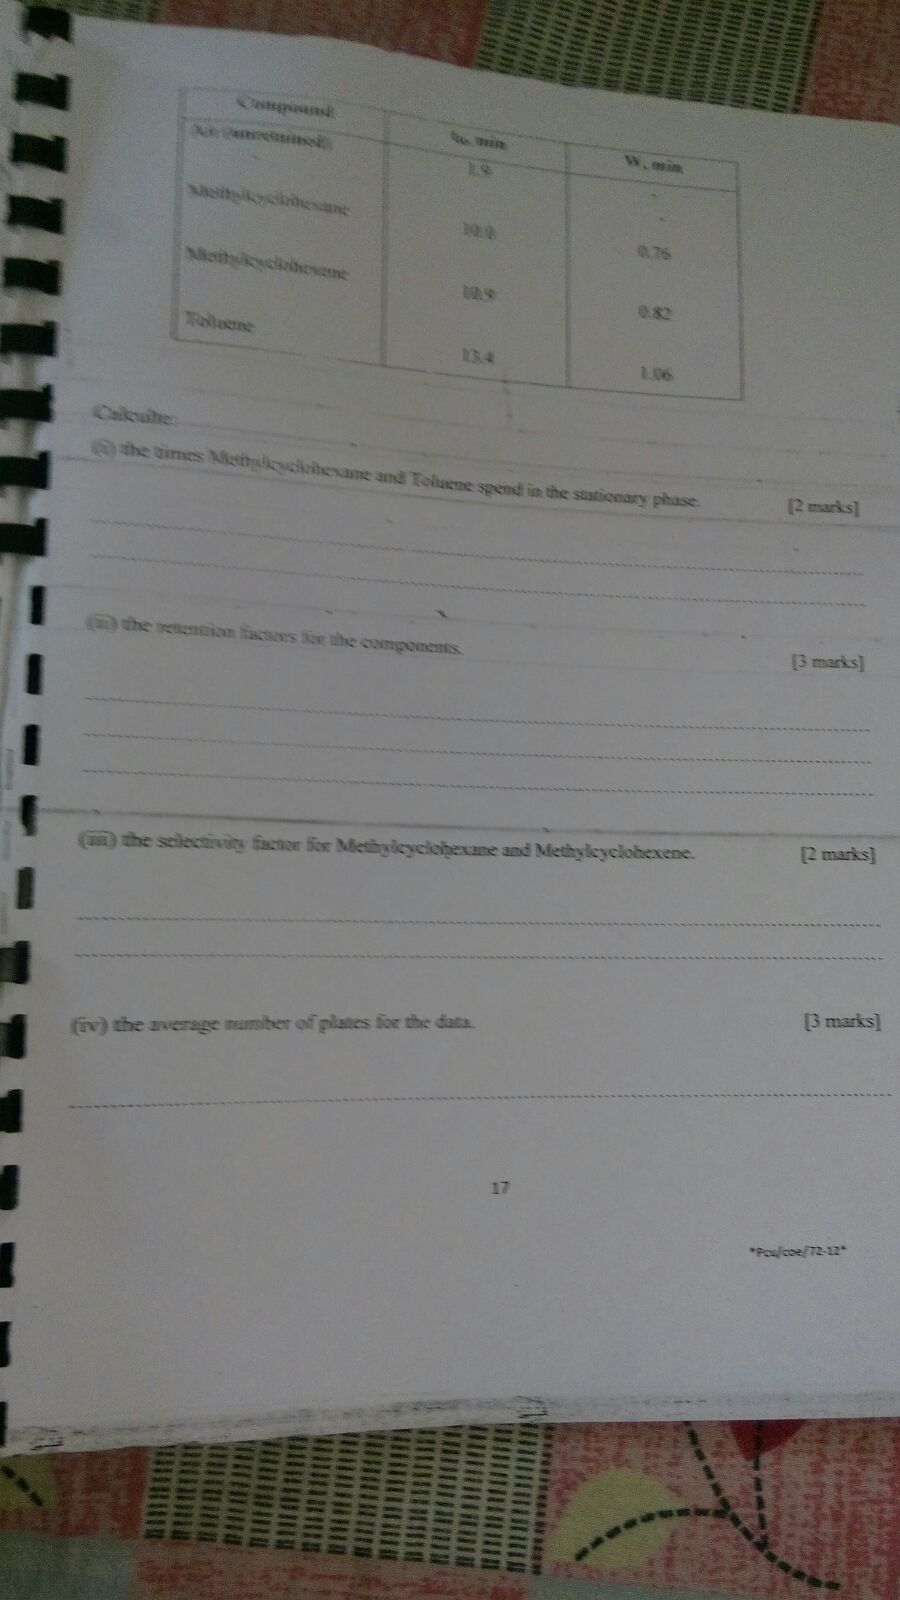 Compound tR, min W, min
Air (unretained) 1.9 -
Methylcyclohexane 10.0 0.76
Methylcyclohexene 10.9 0.82
Toluene 13.4 1.06
Calculte:
(i) the times Methylcyclohexane and Toluene spend in the stationary phase. [2 marks]
(ii) the retention factors for the components. [3 marks]
(iii) the selectivity factor for Methylcyclohexane and Methylcyclohexene. [2 marks]
(iv) the average number of plates for the data. [3 marks]
17
*Pcu/coe/72-12*